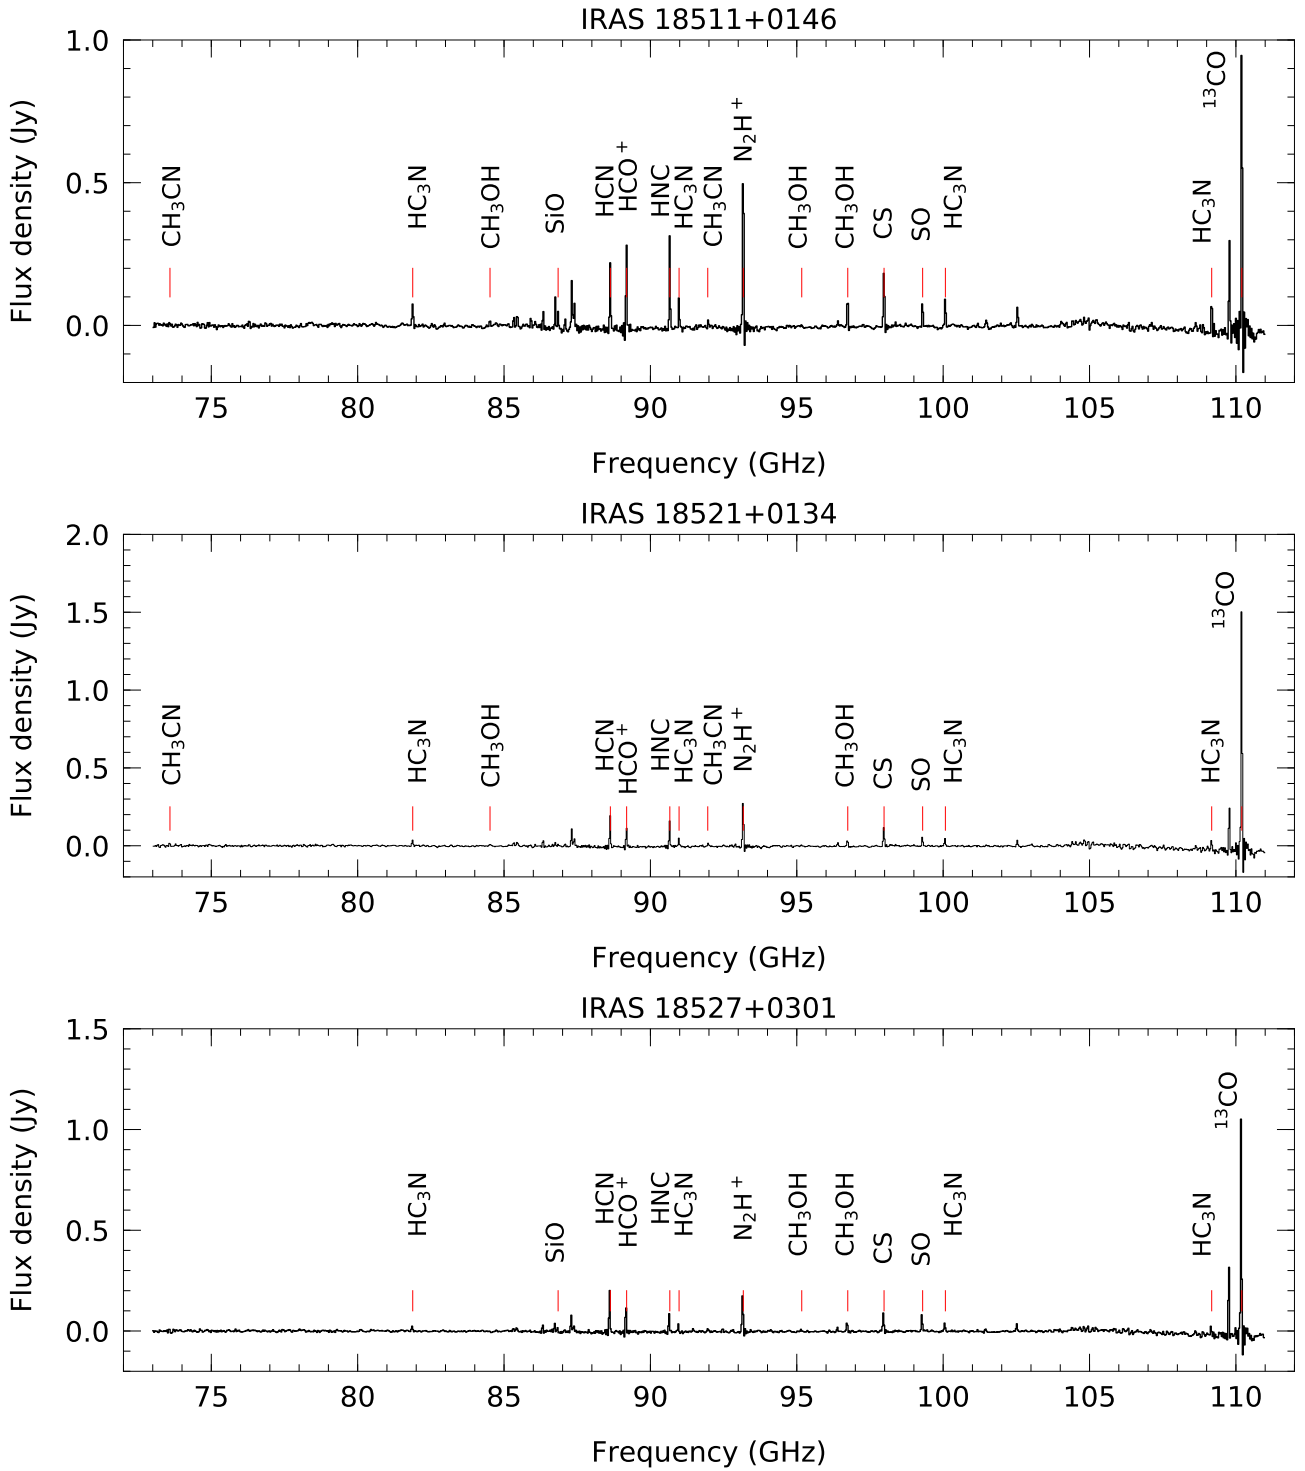 IRAS 18511+0146
Flux density (Jy)
1.0
0.5
0.0
CH₃CN
HC₃N
CH₃OH
SiO
HCN
HCO⁺
HNC
HC₃N
CH₃CN
N₂H⁺
CH₃OH
CH₃OH
CS
SO
HC₃N
HC₃N
¹³CO
75 80 85 90 95 100 105 110
Frequency (GHz)
IRAS 18521+0134
Flux density (Jy)
2.0
1.5
1.0
0.5
0.0
CH₃CN
HC₃N
CH₃OH
HCN
HCO⁺
HNC
HC₃N
CH₃CN
N₂H⁺
CH₃OH
CS
SO
HC₃N
HC₃N
¹³CO
75 80 85 90 95 100 105 110
Frequency (GHz)
IRAS 18527+0301
Flux density (Jy)
1.5
1.0
0.5
0.0
HC₃N
SiO
HCN
HCO⁺
HNC
HC₃N
N₂H⁺
CH₃OH
CH₃OH
CS
SO
HC₃N
HC₃N
¹³CO
75 80 85 90 95 100 105 110
Frequency (GHz)